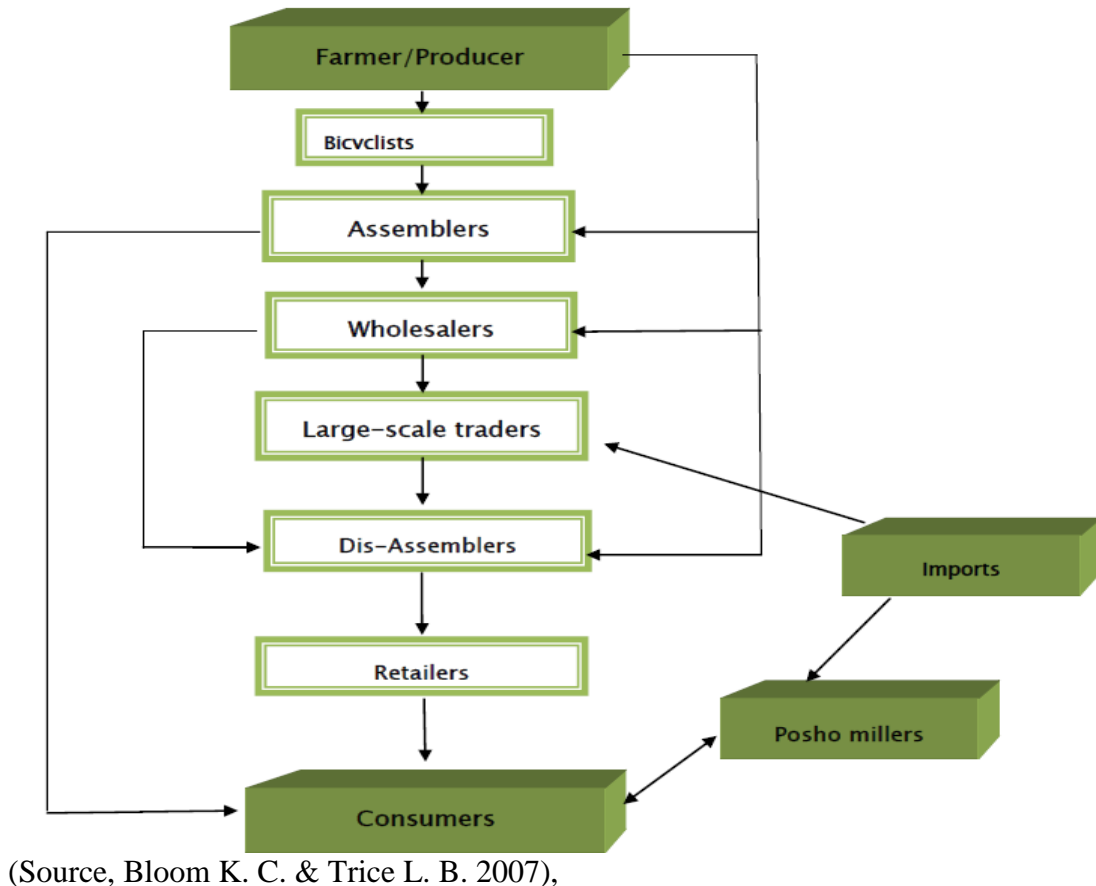 Farmer/Producer
Bicvclists
Assemblers
Wholesalers
Large-scale traders
Dis-Assemblers
Imports
Retailers
Posho millers
Consumers
(Source, Bloom K. C. & Trice L. B. 2007),